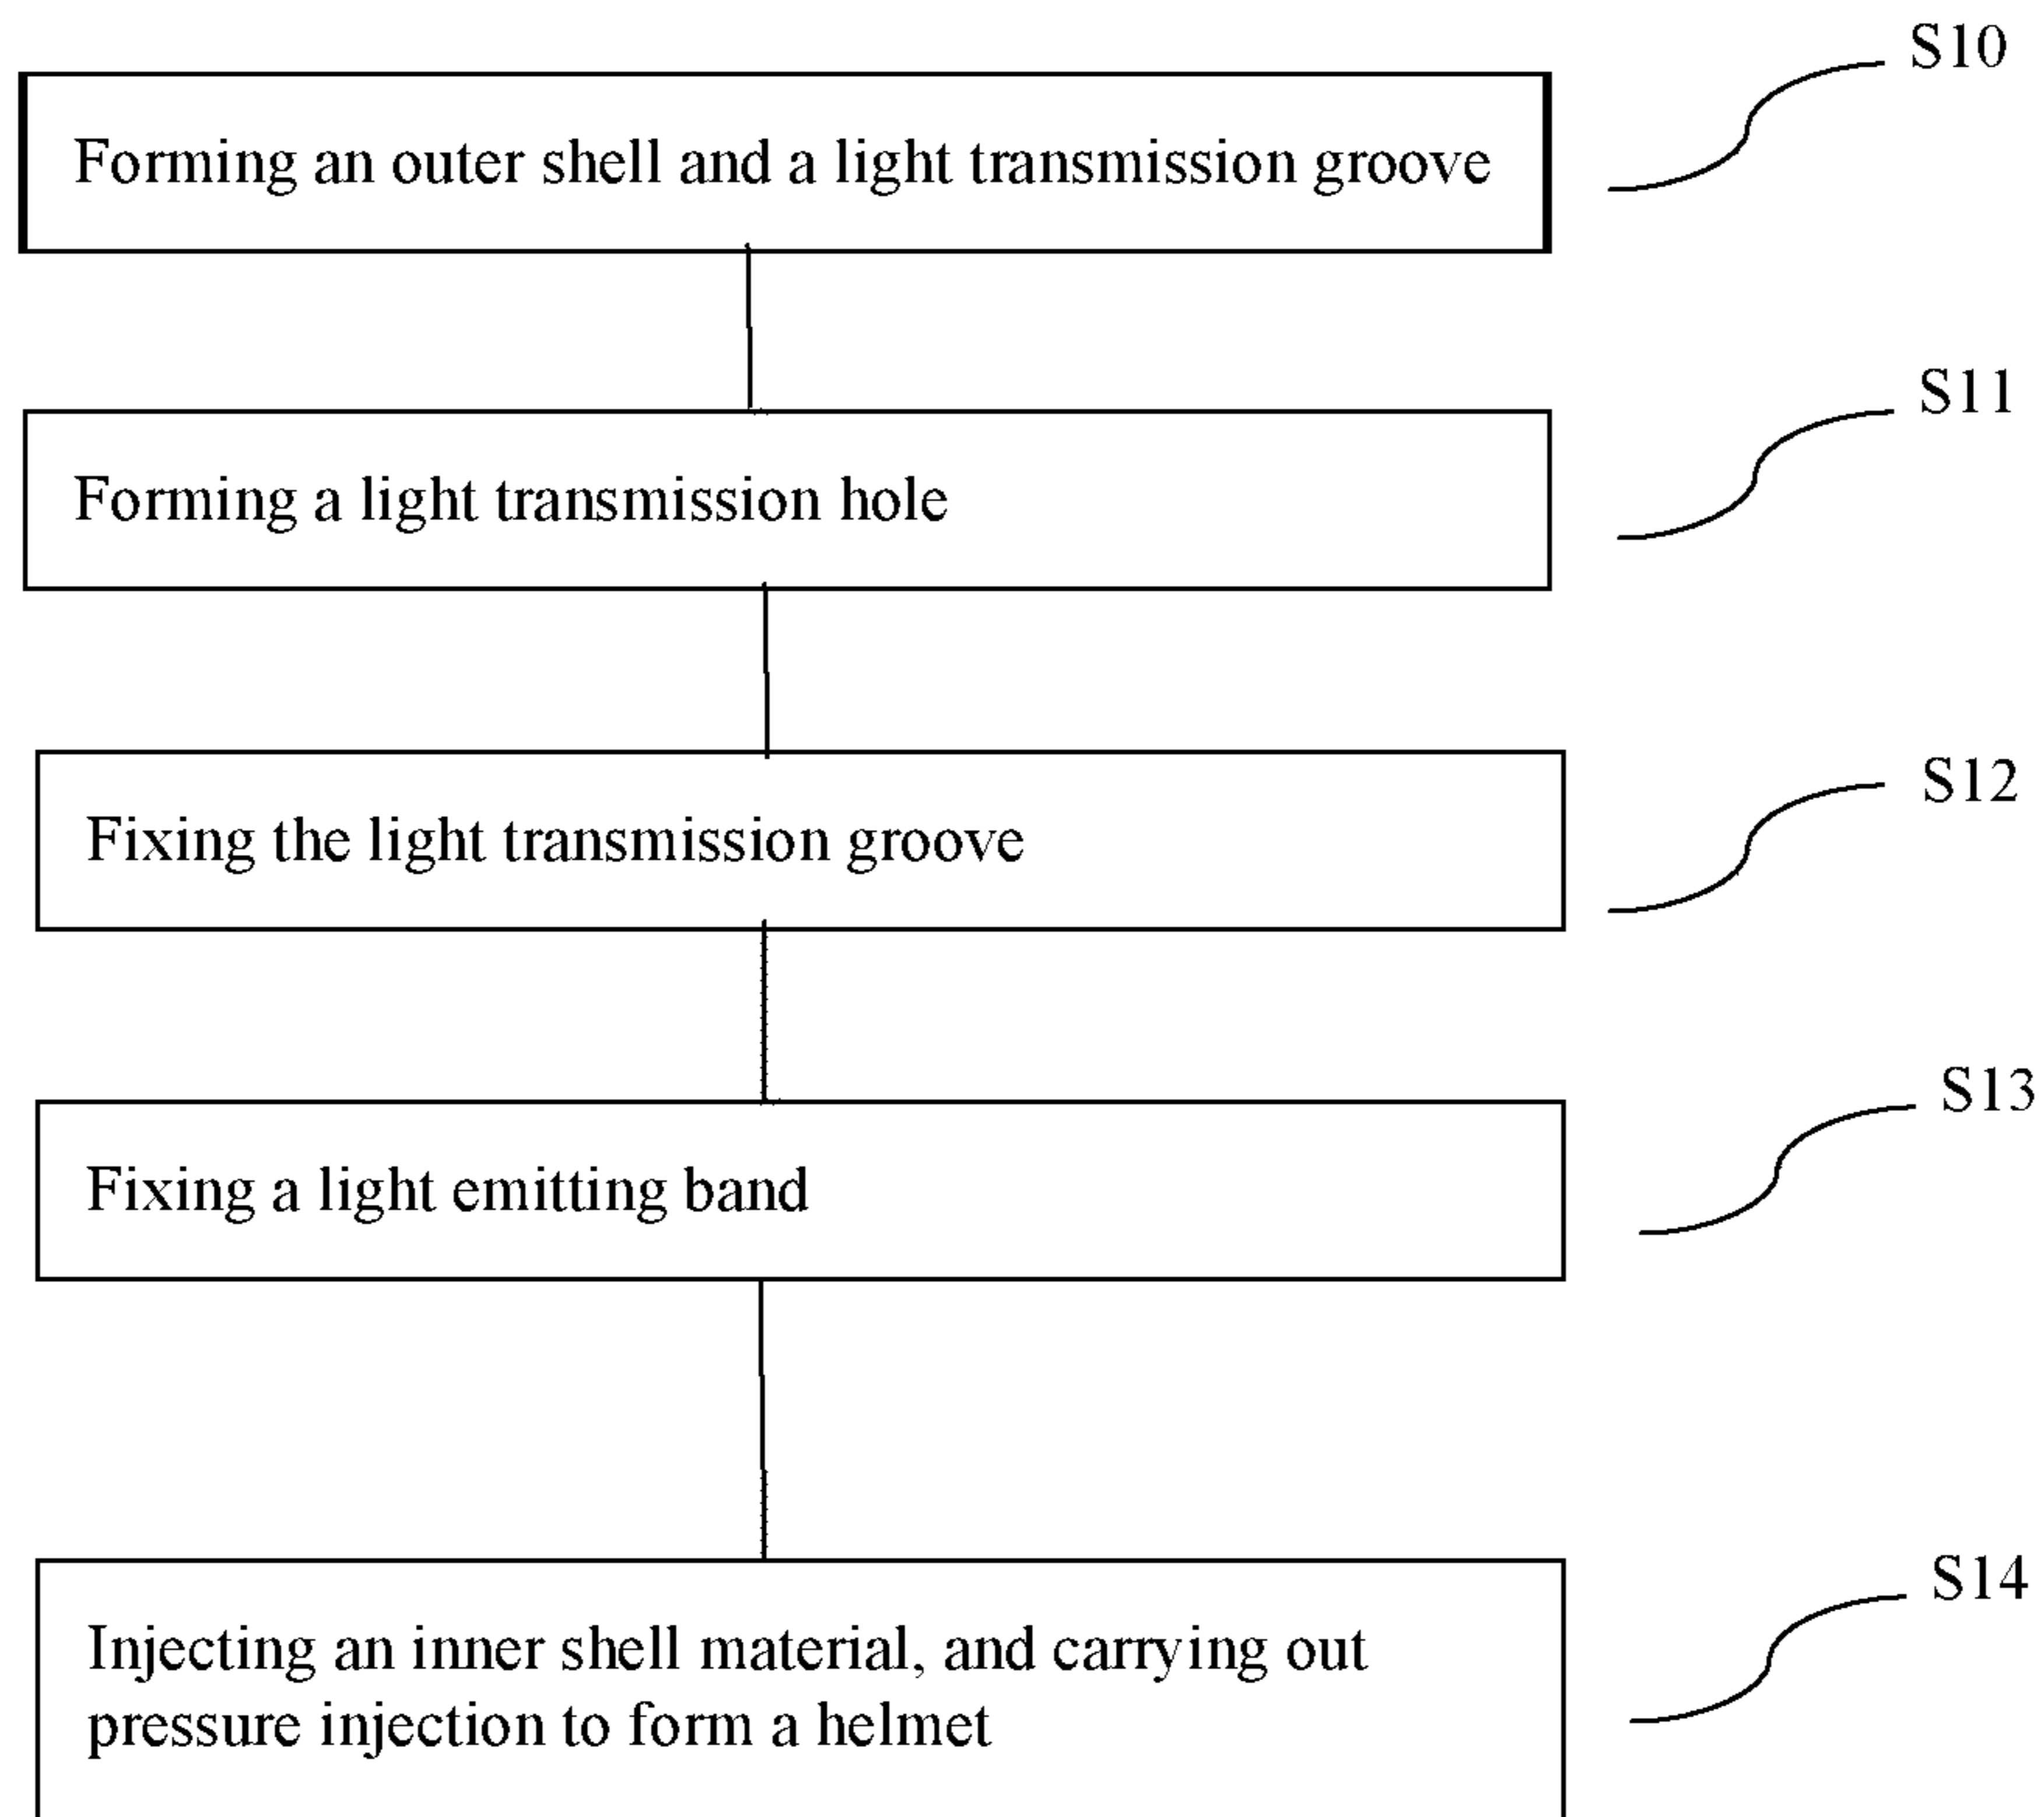 S10
Forming an outer shell and a light transmission groove
S11
Forming a light transmission hole
S12
Fixing the light transmission groove
S13
Fixing a light emitting band
S14
Injecting an inner shell material, and carrying out
pressure injection to form a helmet